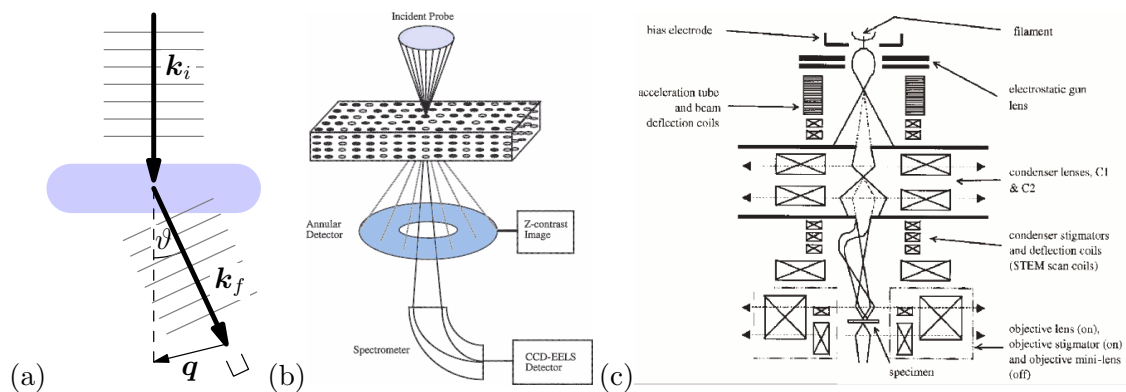 k_i
ϑ
k_f
q
(a)
Incident Probe
Annular
Detector
Z-contrast
Image
Spectrometer
CCD-EELS
Detector
(b)
bias electrode
filament
acceleration tube
and beam
deflection coils
electrostatic gun
lens
condenser lenses, C1
& C2
condenser stigmators
and deflection coils
(STEM scan coils)
objective lens (on),
objective stigmator (on)
and objective mini-lens
(off)
specimen
(c)